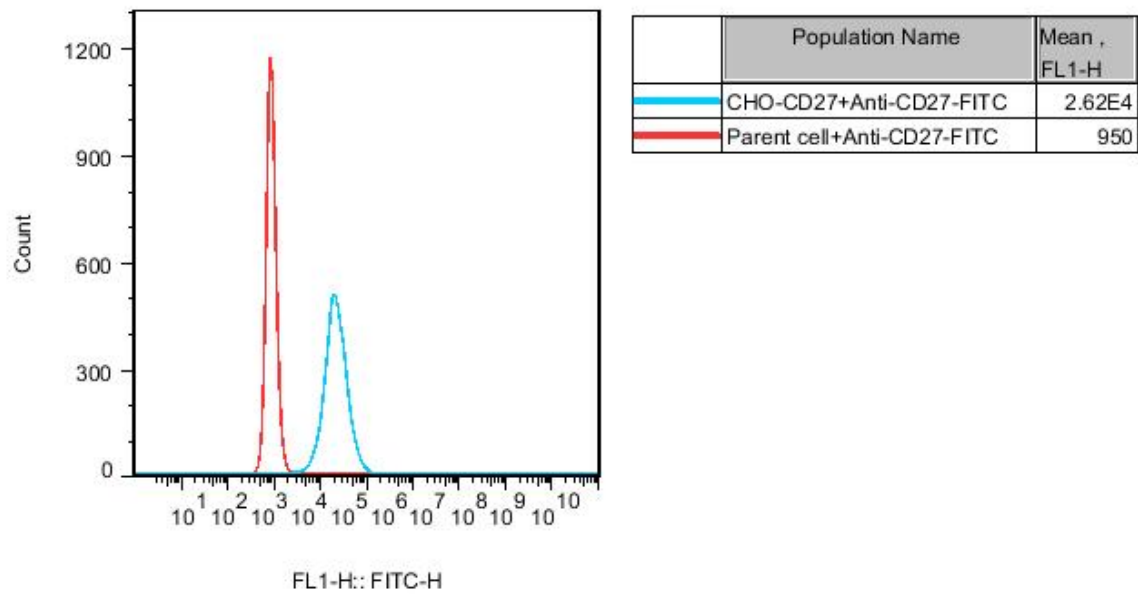 1200
900
600
300
0
Count
10 1 10 2 10 3 10 4 10 5 10 6 10 7 10 8 10 9 10 10
FL1-H:: FITC-H
Population Name Mean ,
FL1-H
CHO-CD27+Anti-CD27-FITC 2.62E4
Parent cell+Anti-CD27-FITC 950